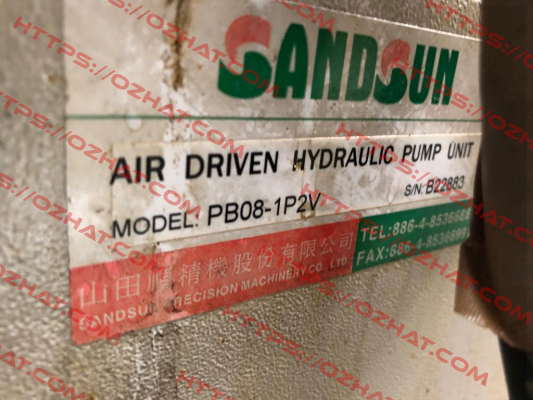 SANDSUN
AIR DRIVEN HYDRAULIC PUMP UNIT
S/N: B22883
MODEL: PB08-1P2V
山田順精機股份有限公司
SANDSUN PRECISION MACHINERY CO.,LTD.
TEL:886-4-8536688
FAX:886-4-8536699
HTTPS://OZHAT.COM